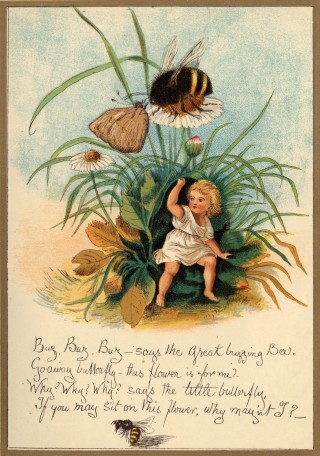 Buz, Buz, Buz,—says the great buzzing Bee.
Go away butterfly—this flower is for me
Why? Why? Why? says the little butterfly,
If you may sit on this flower, why mayn't I?—